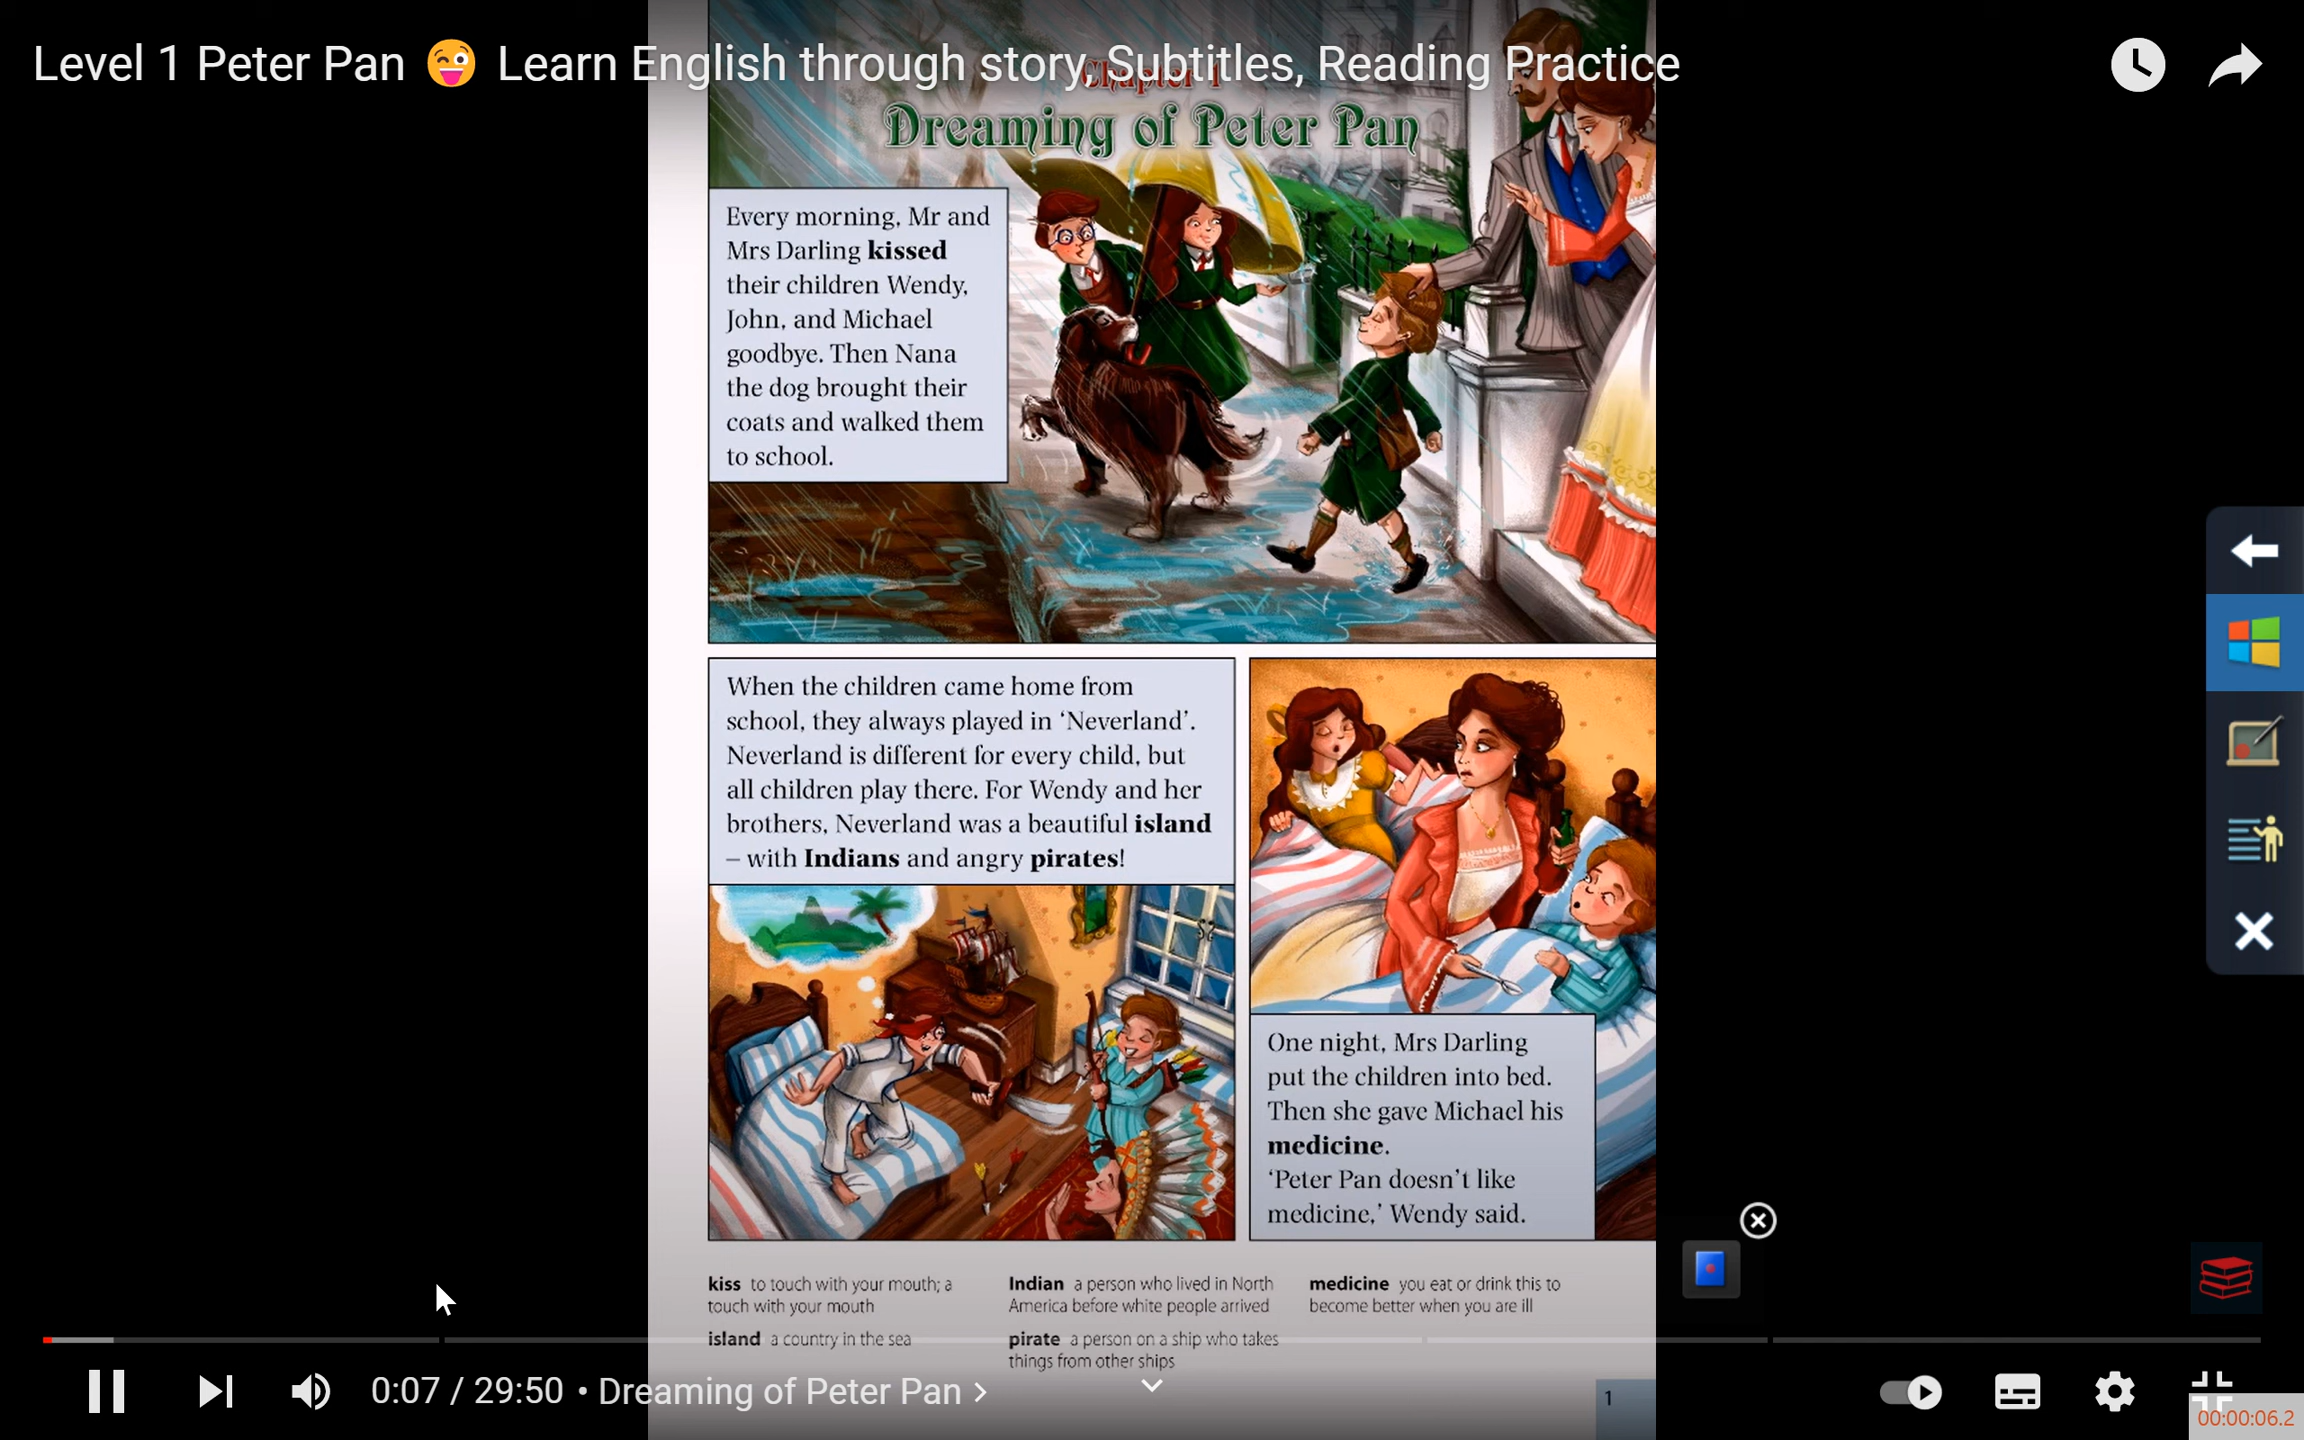 Level 1 Peter Pan 😜 Learn English through story, Subtitles, Reading Practice
Chapter 1
Dreaming of Peter Pan
Every morning, Mr and
Mrs Darling kissed
their children Wendy,
John, and Michael
goodbye. Then Nana
the dog brought their
coats and walked them
to school.
When the children came home from
school, they always played in ‘Neverland’.
Neverland is different for every child, but
all children play there. For Wendy and her
brothers, Neverland was a beautiful island
– with Indians and angry pirates!
One night, Mrs Darling
put the children into bed.
Then she gave Michael his
medicine.
‘Peter Pan doesn’t like
medicine,’ Wendy said.
kiss to touch with your mouth; a
touch with your mouth
island a country in the sea
Indian a person who lived in North
America before white people arrived
pirate a person on a ship who takes
things from other ships
medicine you eat or drink this to
become better when you are ill
1
0:07 / 29:50 • Dreaming of Peter Pan
00:00:06.2